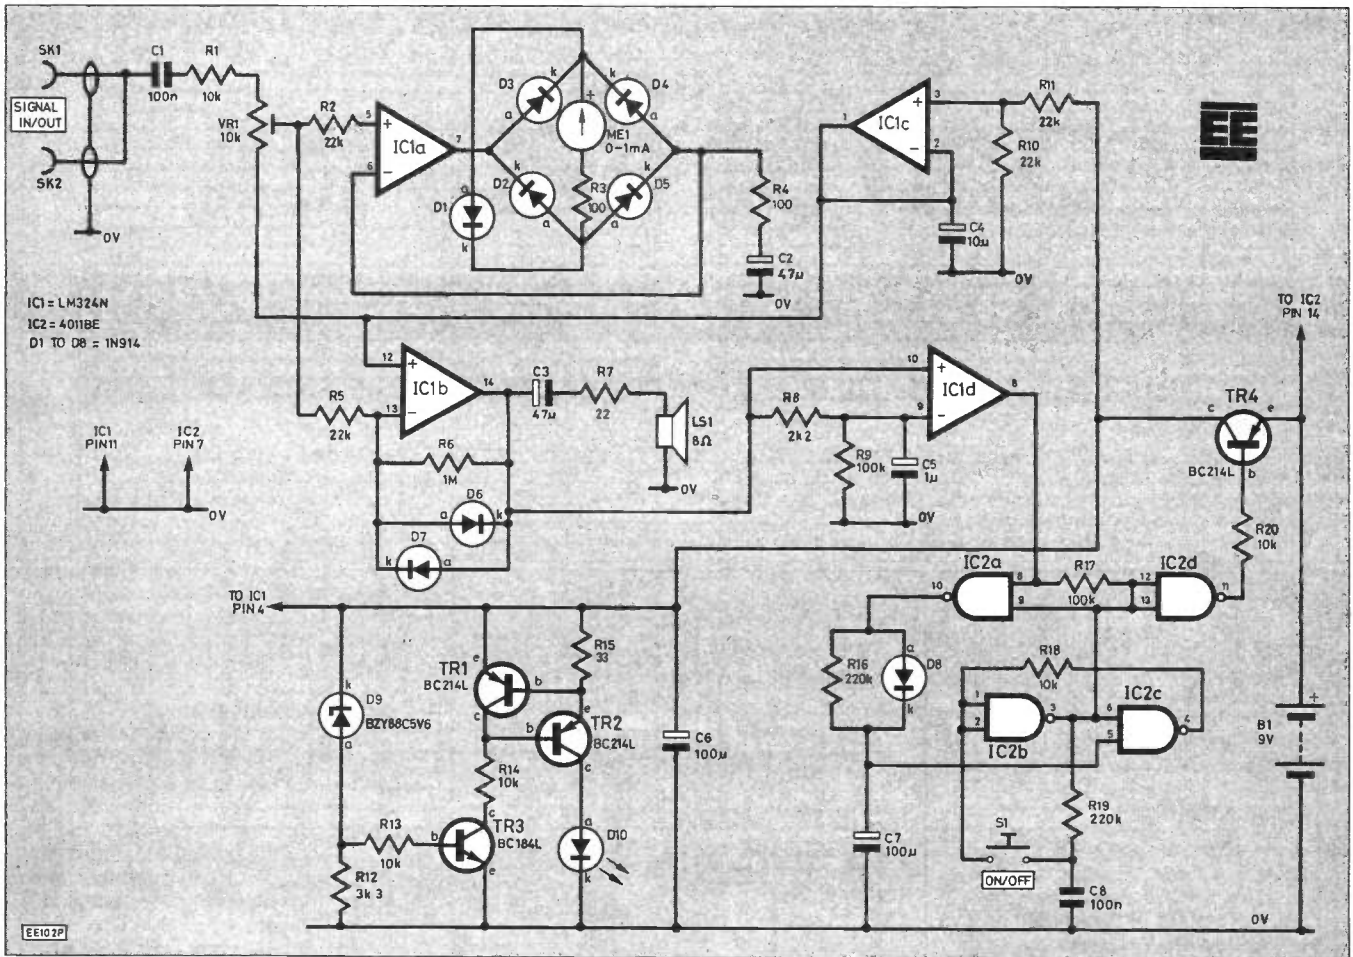 SK1
SIGNAL
IN/OUT
SK2
0V
C1
100n
R1
10k
VR1
10k
R2
22k
5
+
6
−
IC1a
7
D3
k
a
D4
k
a
+
ME1
0-1mA
D1
a
k
D2
k
a
R3
100
D5
k
a
R4
100
C2
47µ
0V
1
IC1c
3
+
2
−
R11
22k
R10
22k
C4
10µ
0V
EE
IC1 = LM324N
IC2 = 4011BE
D1 TO D8 = 1N914
IC1
PIN11
IC2
PIN 7
0V
12
+
13
−
IC1b
14
R5
22k
R6
1M
D6
a
k
D7
k
a
C3
47µ
R7
22
LS1
8Ω
0V
10
+
9
−
IC1d
8
R8
2k2
R9
100k
C5
1µ
0V
TO IC2
PIN 14
TR4
c
e
BC214L
b
R20
10k
IC2a
10
8
9
R17
100k
IC2d
12
13
11
R16
220k
D8
a
k
R18
10k
1
2
3
IC2b
6
5
4
IC2c
R19
220k
S1
ON/OFF
C8
100n
C7
100µ
B1
9V
+
0V
TO IC1
PIN 4
D9
k
BZY88C5V6
a
TR1
BC214L
e
b
c
R15
33
TR2
BC214L
e
b
c
R14
10k
R13
10k
R12
3k3
TR3
BC184L
c
b
e
D10
a
k
C6
100µ
EE102P